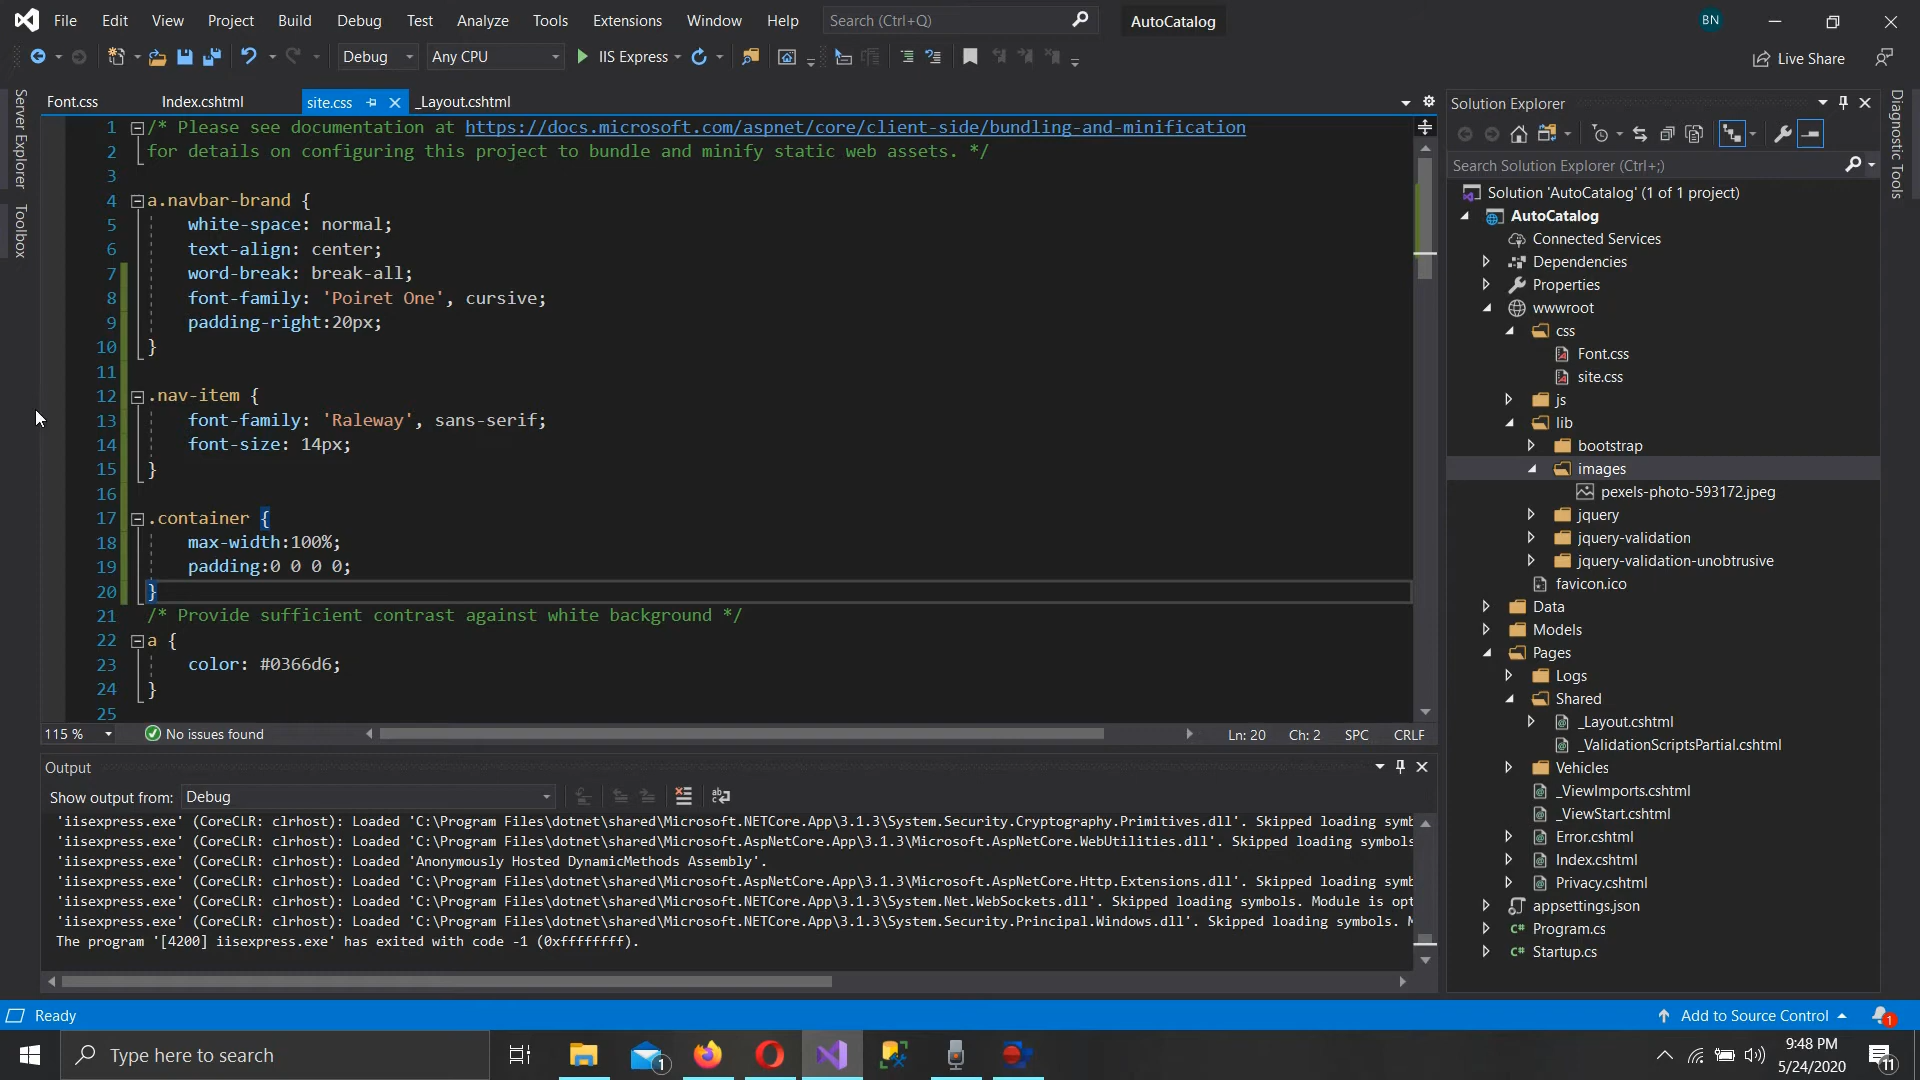 File Edit View Project Build Debug Test Analyze Tools Extensions Window Help Search (Ctrl+Q) AutoCatalog BN
Debug Any CPU IIS Express Live Share
Server Explorer
Toolbox
Font.css Index.cshtml site.css _Layout.cshtml
1 /* Please see documentation at https://docs.microsoft.com/aspnet/core/client-side/bundling-and-minification
2 for details on configuring this project to bundle and minify static web assets. */
3
4 a.navbar-brand {
5 white-space: normal;
6 text-align: center;
7 word-break: break-all;
8 font-family: 'Poiret One', cursive;
9 padding-right:20px;
10 }
11
12 .nav-item {
13 font-family: 'Raleway', sans-serif;
14 font-size: 14px;
15 }
16
17 .container {
18 max-width:100%;
19 padding:0 0 0 0;
20 }
21 /* Provide sufficient contrast against white background */
22 a {
23 color: #0366d6;
24 }
25
115 % No issues found Ln: 20 Ch: 2 SPC CRLF
Output
Show output from: Debug
'iisexpress.exe' (CoreCLR: clrhost): Loaded 'C:\Program Files\dotnet\shared\Microsoft.NETCore.App\3.1.3\System.Security.Cryptography.Primitives.dll'. Skipped loading symb
'iisexpress.exe' (CoreCLR: clrhost): Loaded 'C:\Program Files\dotnet\shared\Microsoft.AspNetCore.App\3.1.3\Microsoft.AspNetCore.WebUtilities.dll'. Skipped loading symbols
'iisexpress.exe' (CoreCLR: clrhost): Loaded 'Anonymously Hosted DynamicMethods Assembly'.
'iisexpress.exe' (CoreCLR: clrhost): Loaded 'C:\Program Files\dotnet\shared\Microsoft.AspNetCore.App\3.1.3\Microsoft.AspNetCore.Http.Extensions.dll'. Skipped loading symb
'iisexpress.exe' (CoreCLR: clrhost): Loaded 'C:\Program Files\dotnet\shared\Microsoft.NETCore.App\3.1.3\System.Net.WebSockets.dll'. Skipped loading symbols. Module is opt
'iisexpress.exe' (CoreCLR: clrhost): Loaded 'C:\Program Files\dotnet\shared\Microsoft.NETCore.App\3.1.3\System.Security.Principal.Windows.dll'. Skipped loading symbols. M
The program '[4200] iisexpress.exe' has exited with code -1 (0xffffffff).
Solution Explorer
Search Solution Explorer (Ctrl+;)
Solution 'AutoCatalog' (1 of 1 project)
AutoCatalog
Connected Services
Dependencies
Properties
wwwroot
css
Font.css
site.css
js
lib
bootstrap
images
pexels-photo-593172.jpeg
jquery
jquery-validation
jquery-validation-unobtrusive
favicon.ico
Data
Models
Pages
Logs
Shared
_Layout.cshtml
_ValidationScriptsPartial.cshtml
Vehicles
_ViewImports.cshtml
_ViewStart.cshtml
Error.cshtml
Index.cshtml
Privacy.cshtml
appsettings.json
C# Program.cs
C# Startup.cs
Diagnostic Tools
Ready Add to Source Control 1
Type here to search 1 9:48 PM
5/24/2020 11